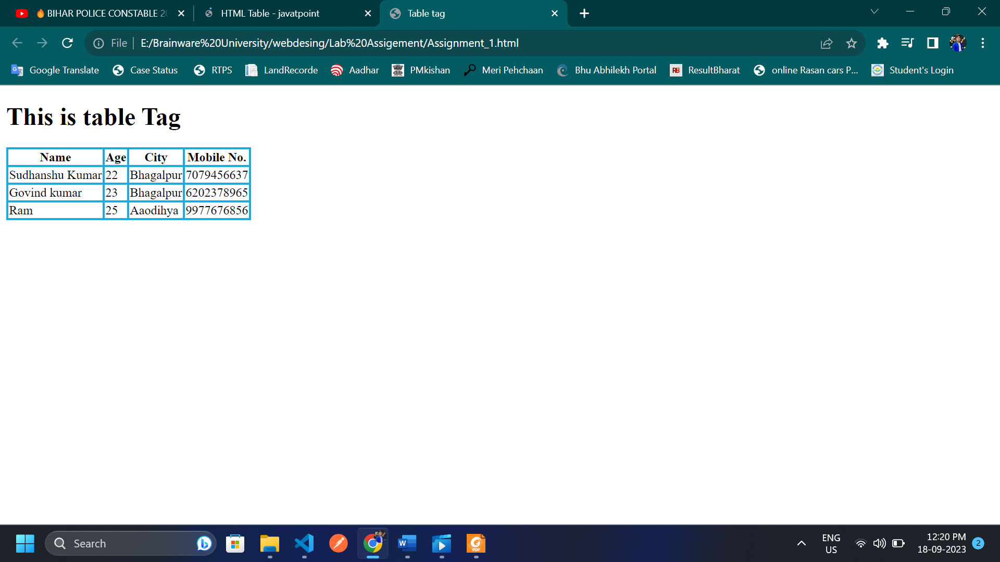 BIHAR POLICE CONSTABLE
HTML Table - javatpoint
Table tag
File
E:/Brainware%20University/webdesing/Lab%20Assigement/Assignment_1.html
Google Translate
Case Status
RTPS
LandRecorde
Aadhar
PMkishan
Meri Pehchaan
Bhu Abhilekh Portal
RB ResultBharat
online Rasan cars P...
Student's Login
This is table Tag
Name Age City Mobile No.
Sudhanshu Kumar 22 Bhagalpur 7079456637
Govind kumar 23 Bhagalpur 6202378965
Ram 25 Aaodihya 9977676856
Search
W
PDF
ENG
US
12:20 PM
18-09-2023
2